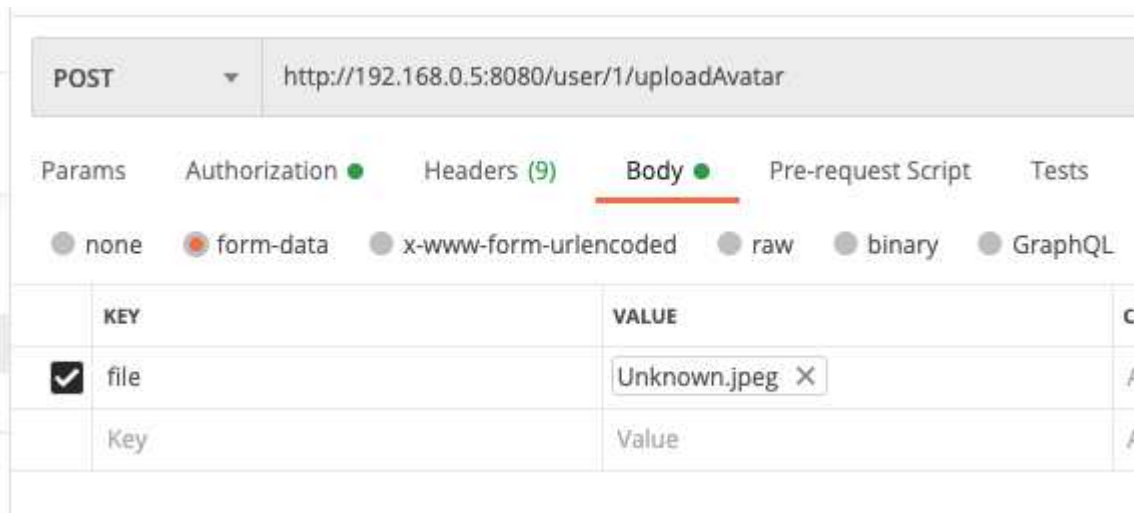 POST http://192.168.0.5:8080/user/1/uploadAvatar
Params Authorization Headers (9) Body Pre-request Script Tests
none form-data x-www-form-urlencoded raw binary GraphQL
KEY VALUE
file Unknown.jpeg
Key Value